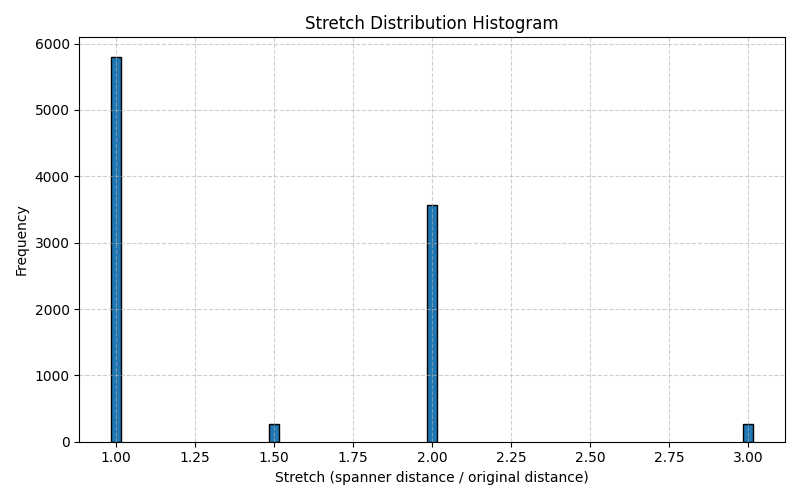 Stretch Distribution Histogram
Frequency
6000
5000
4000
3000
2000
1000
0
1.00 1.25 1.50 1.75 2.00 2.25 2.50 2.75 3.00
Stretch (spanner distance / original distance)